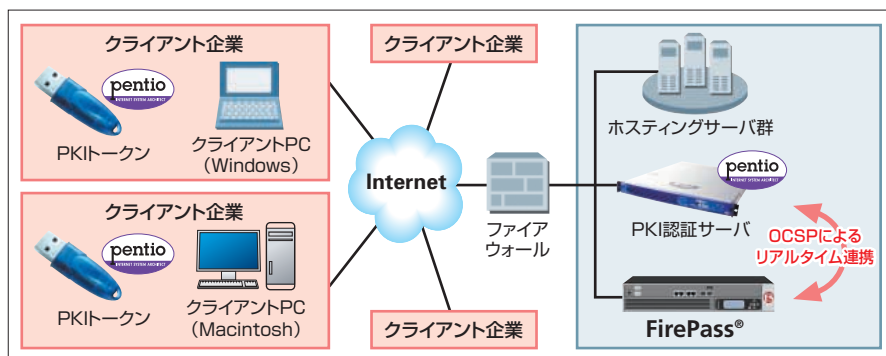 クライアント企業
pentio
INTERNET SYSTEM ARCHITECT
PKIトークン
クライアントPC
(Windows)
クライアント企業
pentio
INTERNET SYSTEM ARCHITECT
PKIトークン
クライアントPC
(Macintosh)
クライアント企業
Internet
クライアント企業
ファイア
ウォール
ホスティングサーバ群
pentio
INTERNET SYSTEM ARCHITECT
PKI認証サーバ
OCSPによる
リアルタイム連携
FirePass®